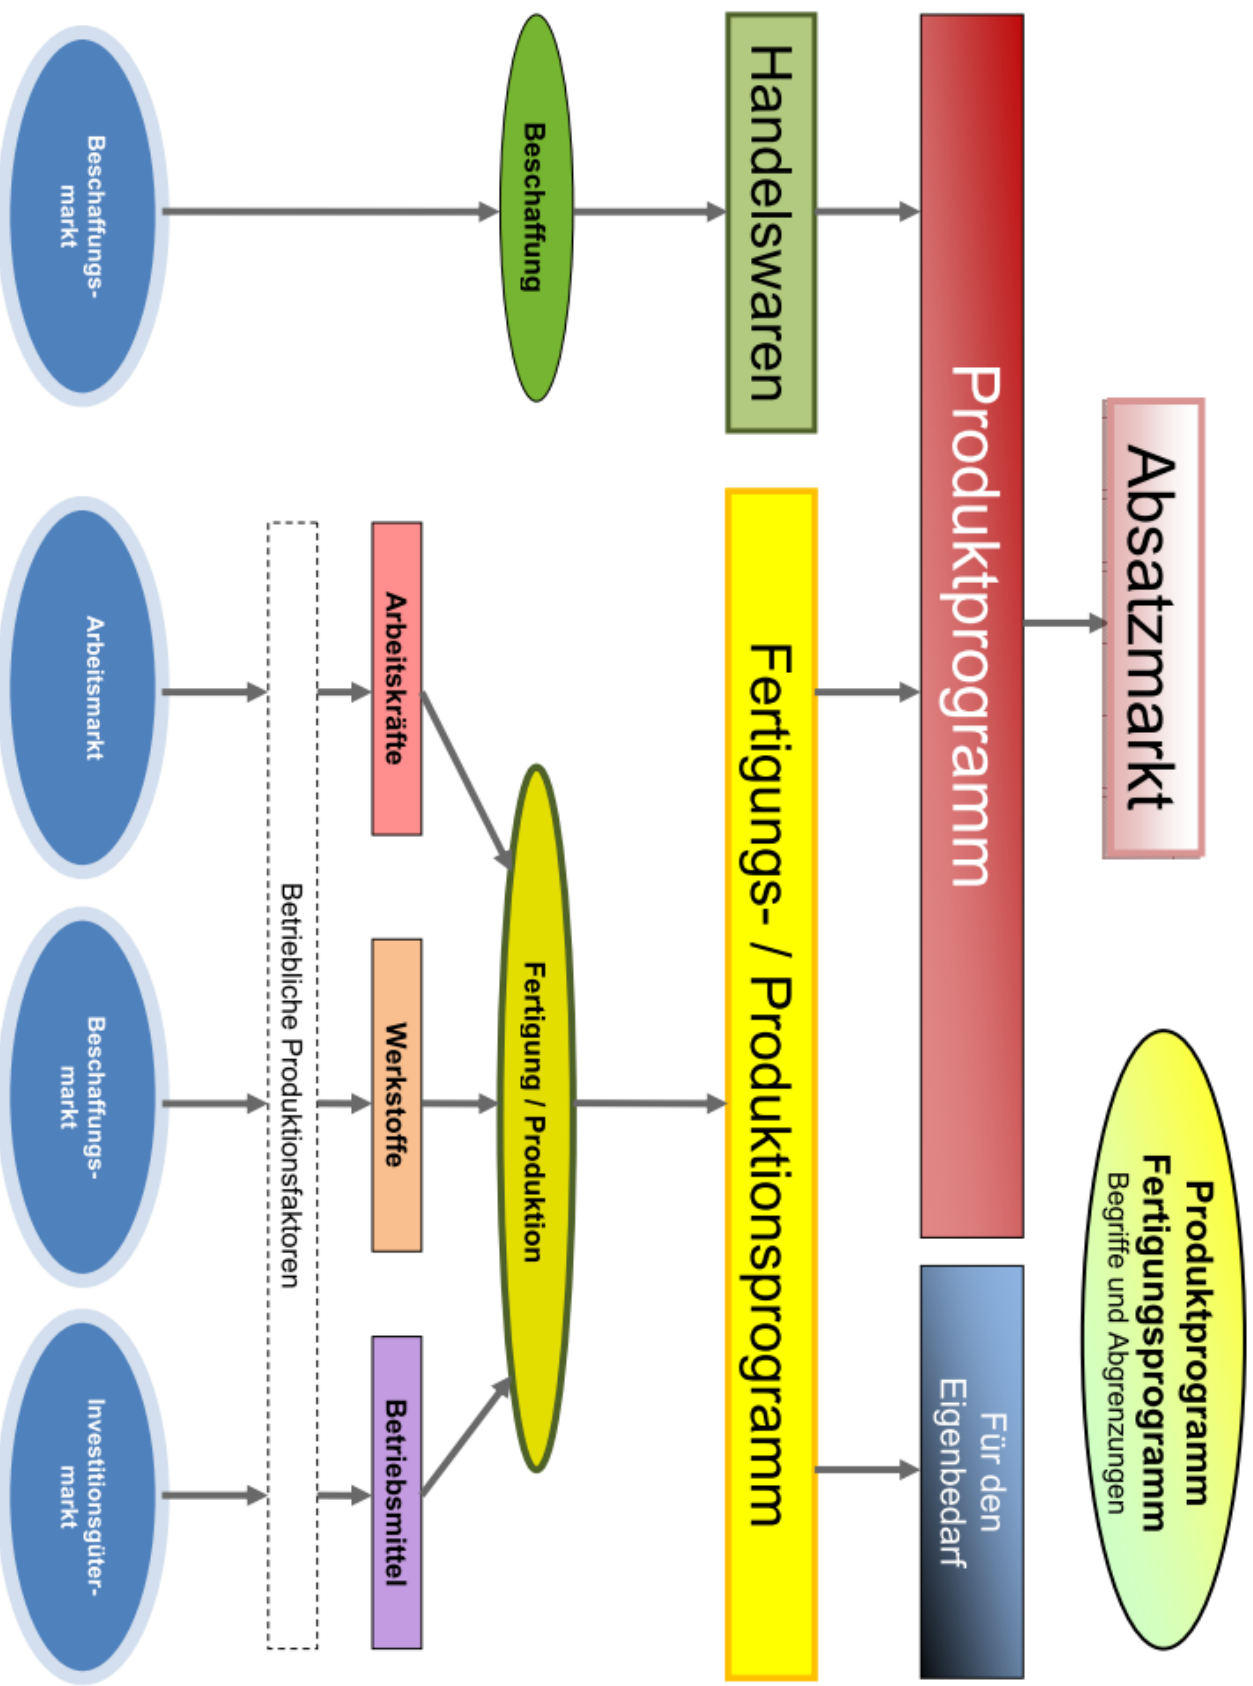 Absatzmarkt
Produktprogramm
Fertigungsprogramm
Begriffe und Abgrenzungen
Produktprogramm
Für den
Eigenbedarf
Handelswaren
Fertigungs- / Produktionsprogramm
Beschaffung
Fertigung / Produktion
Arbeitskräfte
Werkstoffe
Betriebsmittel
Betriebliche Produktionsfaktoren
Beschaffungs-
markt
Arbeitsmarkt
Beschaffungs-
markt
Investitionsgüter-
markt